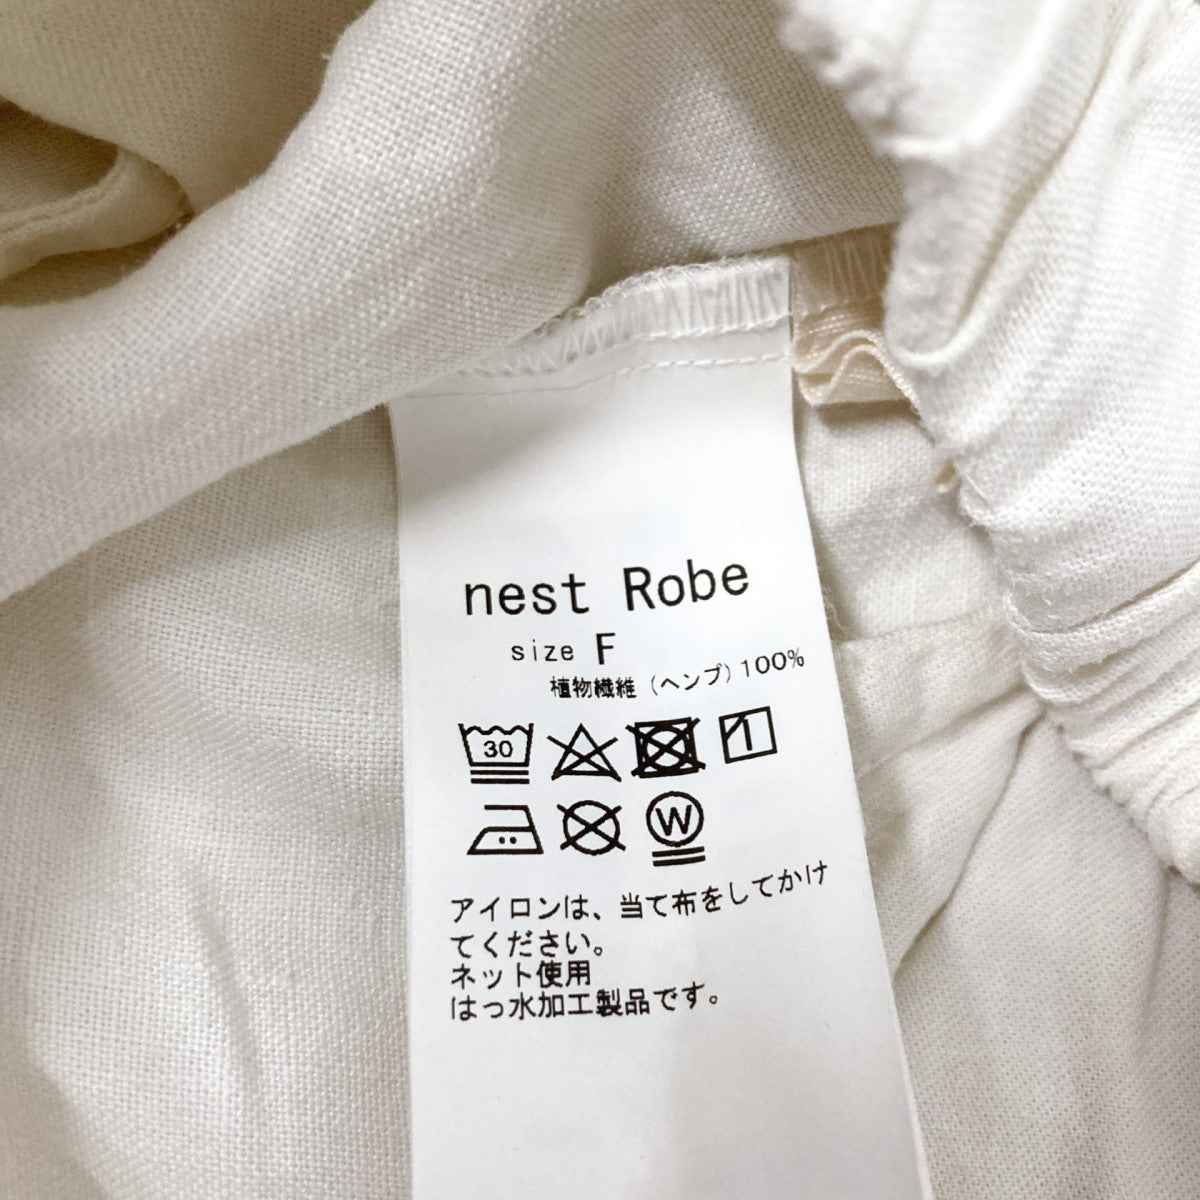 nest Robe
size F
植物繊維 (ヘンプ) 100%
30
W
アイロンは、当て布をしてかけ
てください。
ネット使用
はっ水加工製品です。